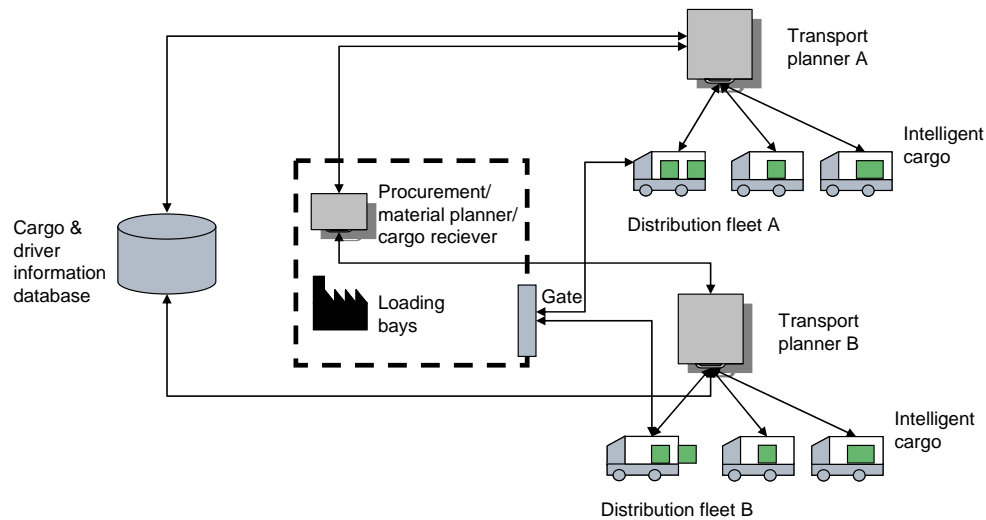 Transport
planner A
Intelligent
cargo
Procurement/
material planner/
cargo reciever
Distribution fleet A
Cargo &
driver
information
database
Gate
Loading
bays
Transport
planner B
Intelligent
cargo
Distribution fleet B